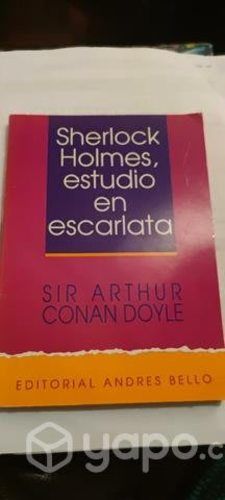 Sherlock
Holmes,
estudio
en
escarlata
SIR ARTHUR
CONAN DOYLE
EDITORIAL ANDRES BELLO
yapo.c